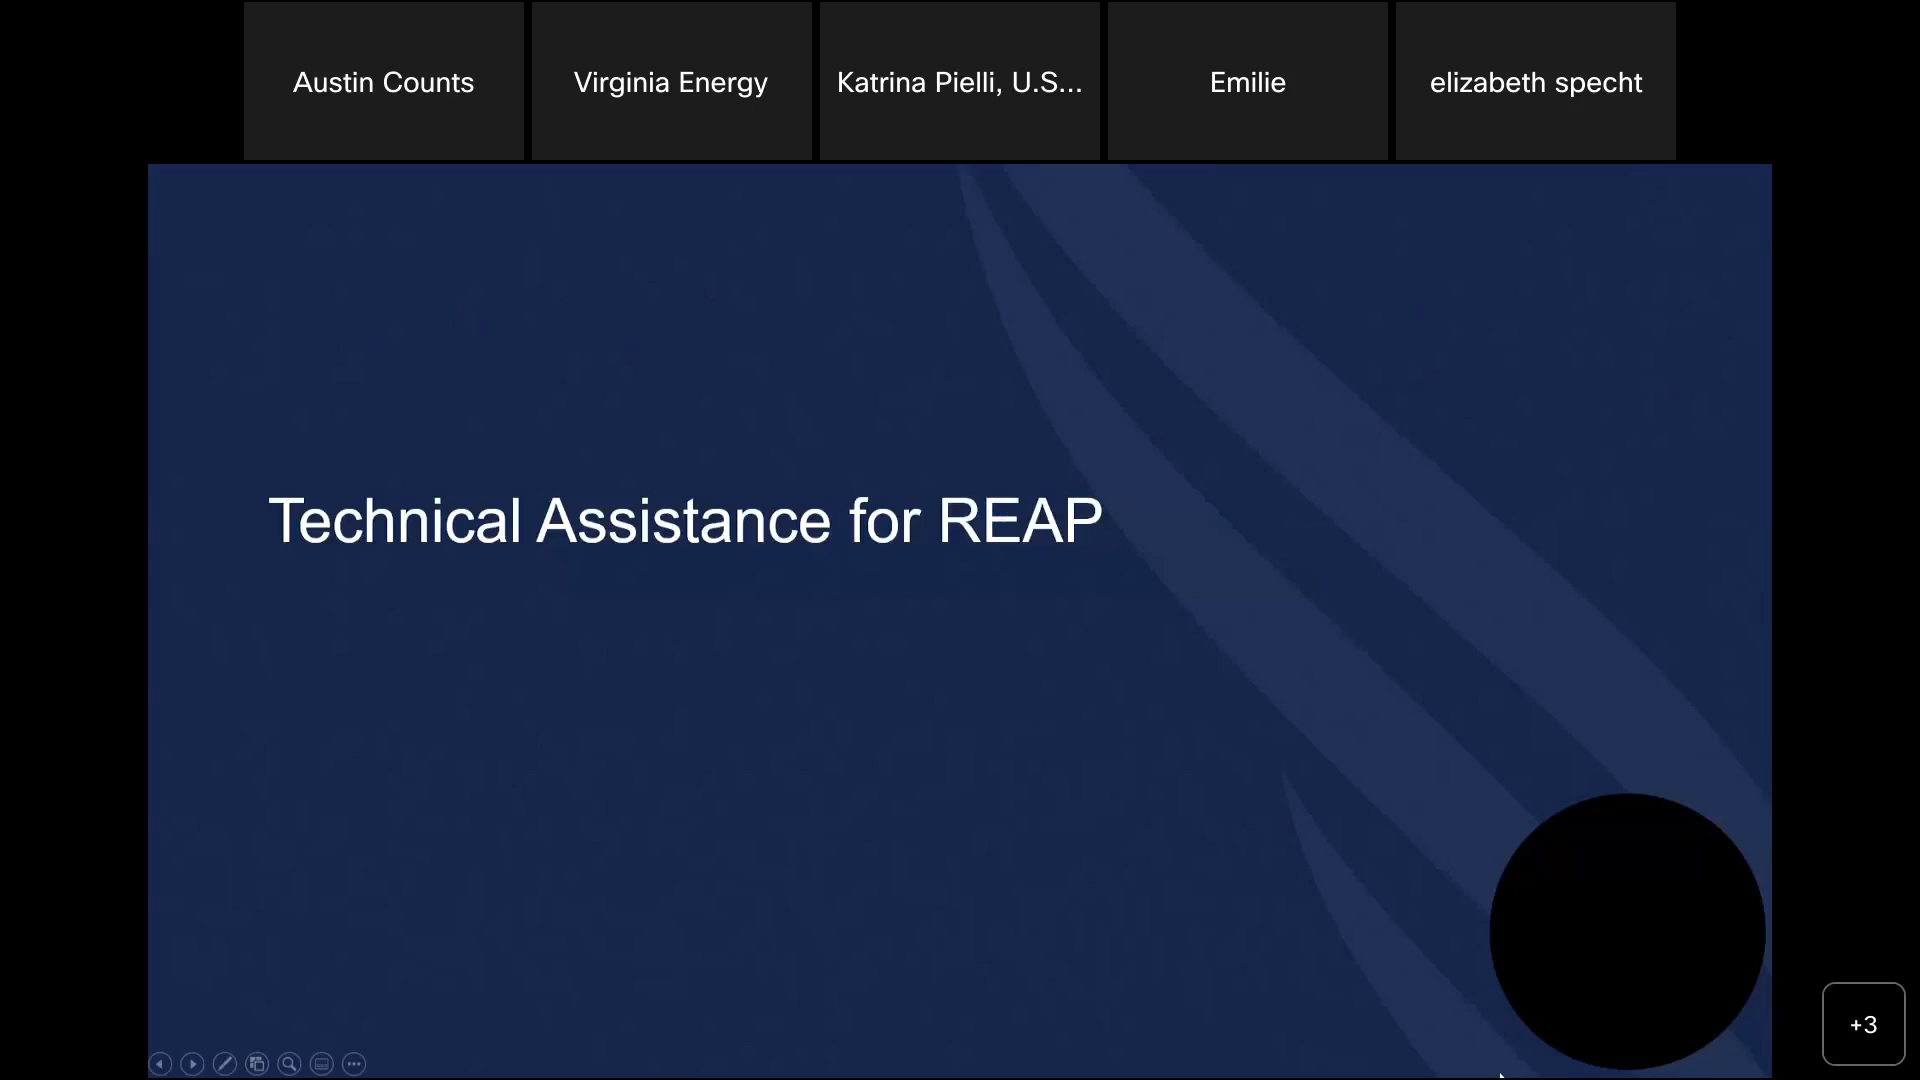 Austin Counts
Virginia Energy
Katrina Pielli, U.S...
Emilie
elizabeth specht
Technical Assistance for REAP
+3